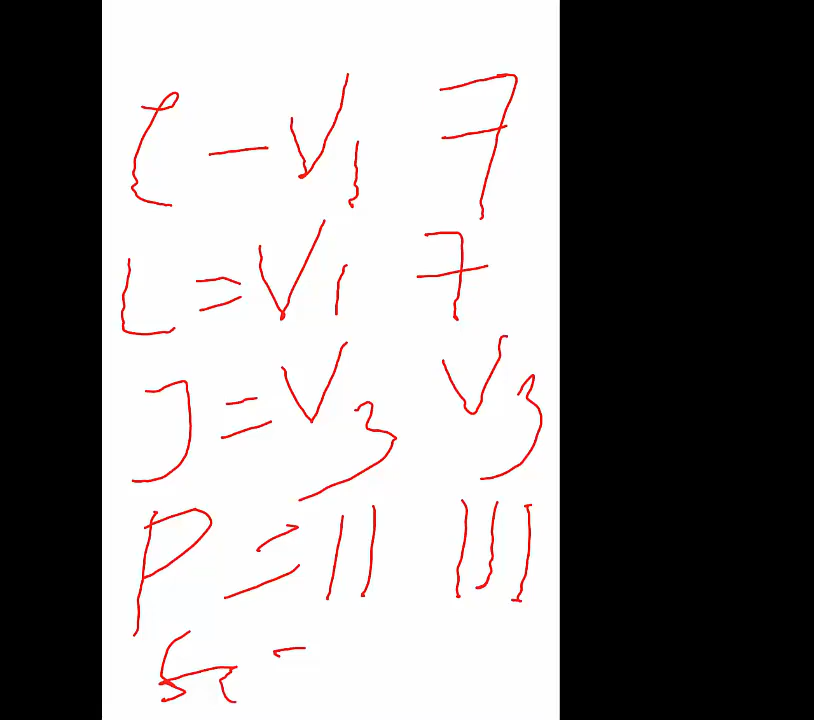 C - V1 7
L = V1 7
J = V3 V3
P = II III